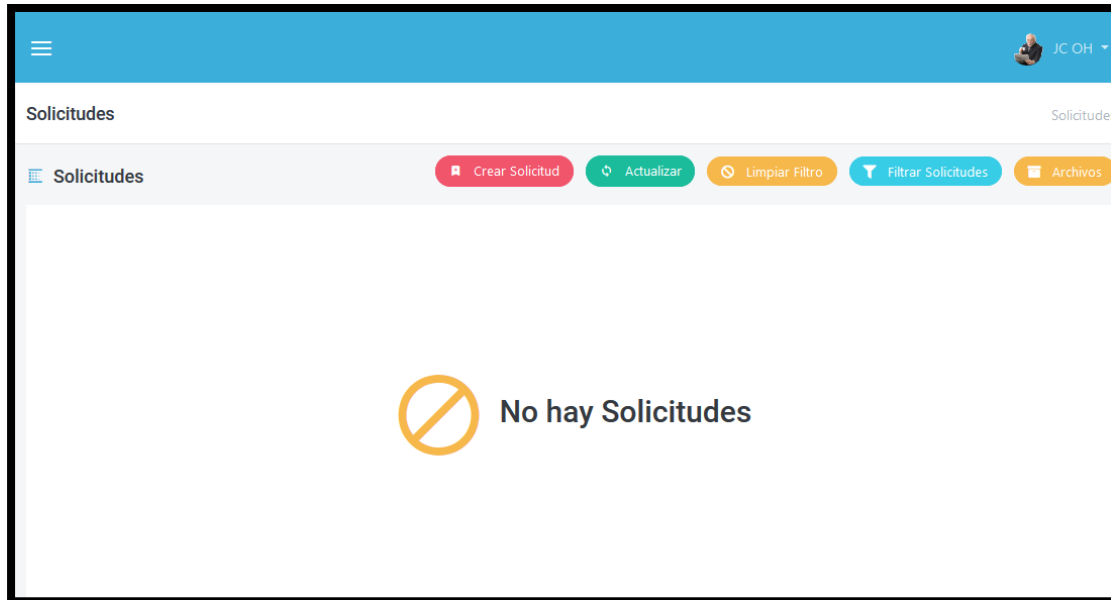 JC OH
Solicitudes
Solicitude
Solicitudes
Crear Solicitud
Actualizar
Limpiar Filtro
Filtrar Solicitudes
Archivos
No hay Solicitudes